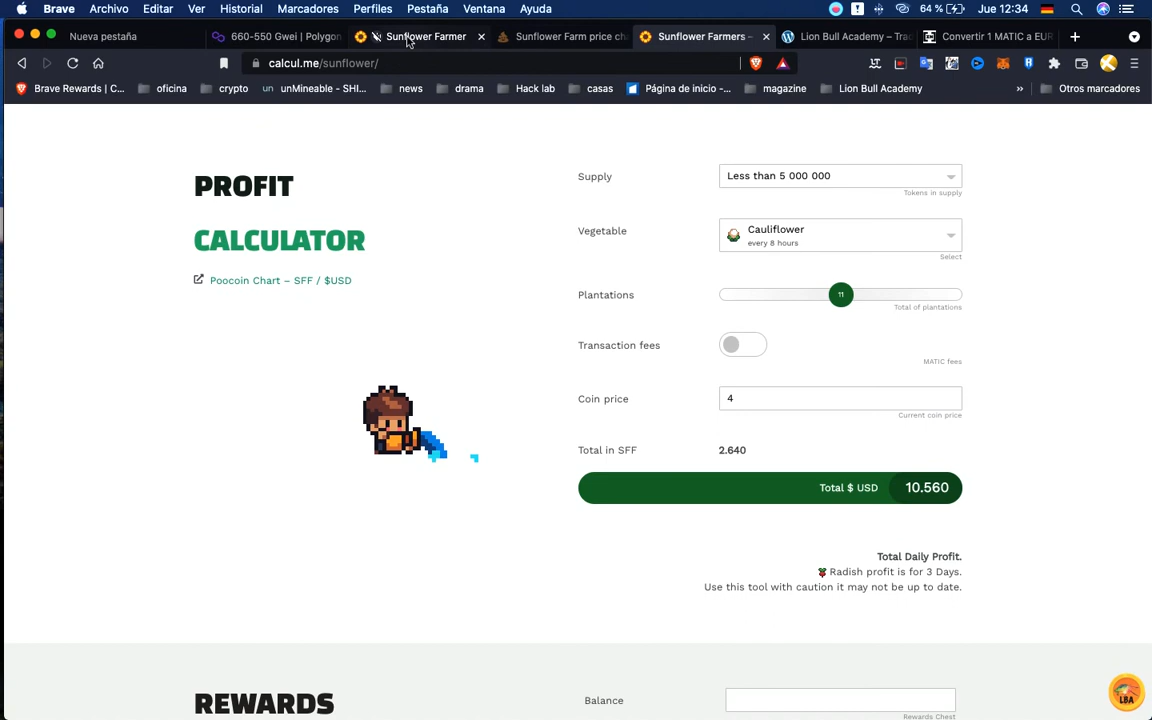 Brave Archivo Editar Ver Historial Marcadores Perfiles Pestaña Ventana Ayuda 64 % Jue 12:34
Nueva pestaña 660-550 Gwei | Polygon Sunflower Farmer Sunflower Farm price cha Sunflower Farmers – Lion Bull Academy – Trad Convertir 1 MATIC a EUR
calcul.me/sunflower/
Brave Rewards | C... oficina crypto un unMineable - SHI... news drama Hack lab casas Página de inicio -... magazine Lion Bull Academy » Otros marcadores
PROFIT
CALCULATOR
Poocoin Chart – SFF / $USD
Supply Less than 5 000 000
Tokens in supply
Vegetable Cauliflower
every 8 hours
Select
Plantations 11
Total of plantations
Transaction fees
MATIC fees
Coin price 4
Current coin price
Total in SFF 2.640
Total $ USD 10.560
Total Daily Profit.
Radish profit is for 3 Days.
Use this tool with caution it may not be up to date.
REWARDS
Balance
Rewards Chest
LBA